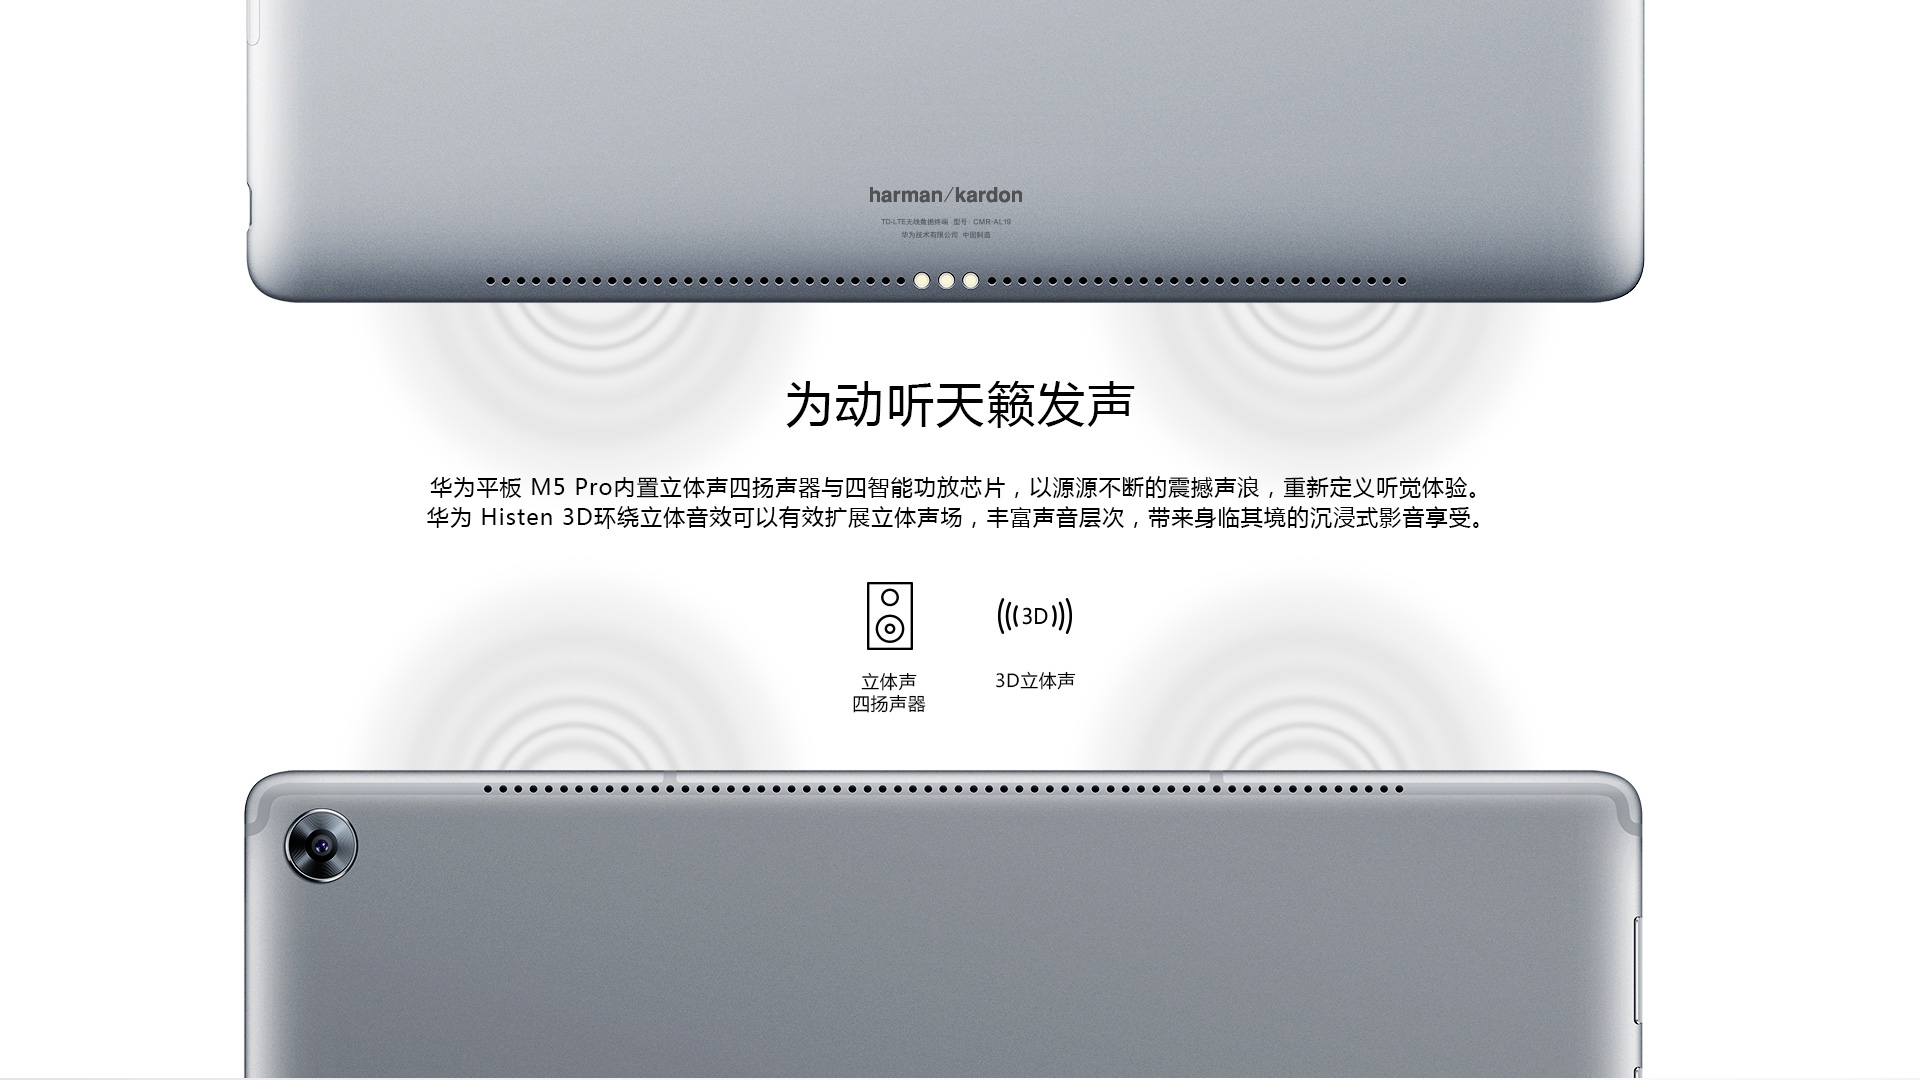 harman/kardon
TD-LTE无线数据终端 型号: CMR-AL19
华为技术有限公司 中国制造
为动听天籁发声
华为平板 M5 Pro内置立体声四扬声器与四智能功放芯片，以源源不断的震撼声浪，重新定义听觉体验。
华为 Histen 3D环绕立体音效可以有效扩展立体声场，丰富声音层次，带来身临其境的沉浸式影音享受。
3D
立体声
四扬声器
3D立体声